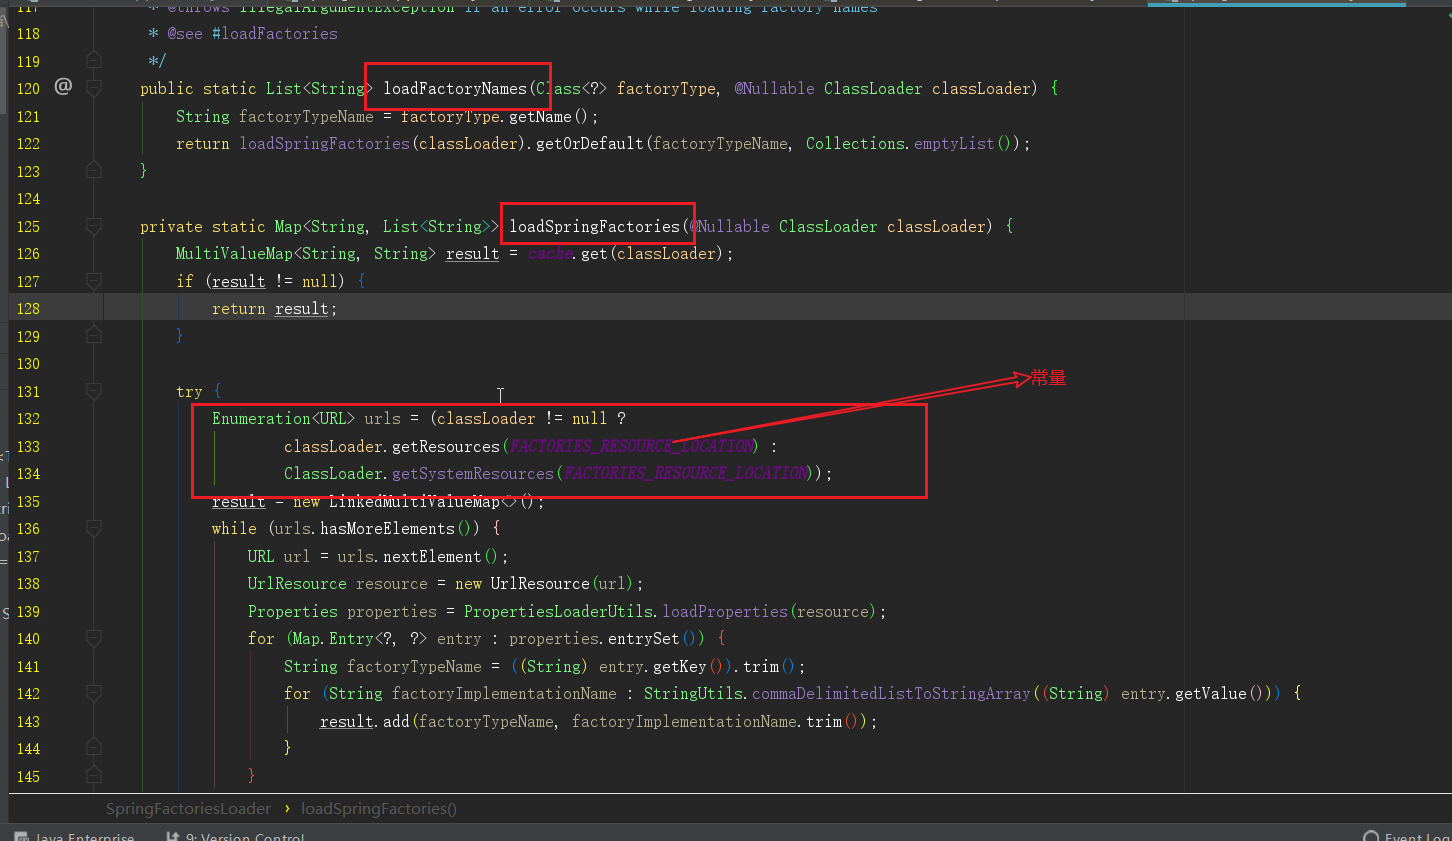 117 * @throws IllegalArgumentException if an error occurs while loading factory names
118 * @see #loadFactories
119 */
120 @ public static List<String> loadFactoryNames(Class<?> factoryType, @Nullable ClassLoader classLoader) {
121 String factoryTypeName = factoryType.getName();
122 return loadSpringFactories(classLoader).getOrDefault(factoryTypeName, Collections.emptyList());
123 }
124
125 private static Map<String, List<String>> loadSpringFactories(@Nullable ClassLoader classLoader) {
126 MultiValueMap<String, String> result = cache.get(classLoader);
127 if (result != null) {
128 return result;
129 }
130
131 try {
常量
132 Enumeration<URL> urls = (classLoader != null ?
133 classLoader.getResources(FACTORIES_RESOURCE_LOCATION) :
134 ClassLoader.getSystemResources(FACTORIES_RESOURCE_LOCATION));
135 result = new LinkedMultiValueMap<>();
136 while (urls.hasMoreElements()) {
137 URL url = urls.nextElement();
138 UrlResource resource = new UrlResource(url);
139 Properties properties = PropertiesLoaderUtils.loadProperties(resource);
140 for (Map.Entry<?, ?> entry : properties.entrySet()) {
141 String factoryTypeName = ((String) entry.getKey()).trim();
142 for (String factoryImplementationName : StringUtils.commaDelimitedListToStringArray((String) entry.getValue())) {
143 result.add(factoryTypeName, factoryImplementationName.trim());
144 }
145 }
SpringFactoriesLoader › loadSpringFactories()
Java Enterprise 9: Version Control Event Log